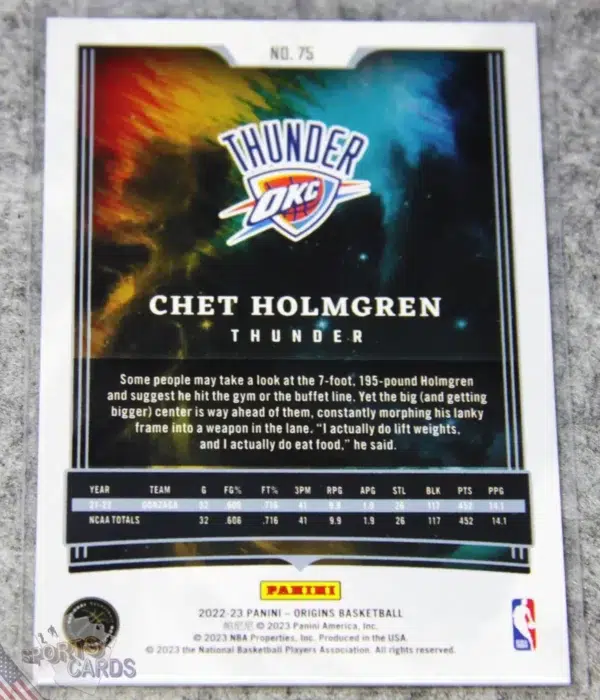 NO. 75
THUNDER
OKC
CHET HOLMGREN
THUNDER
Some people may take a look at the 7-foot, 195-pound Holmgren
and suggest he hit the gym or the buffet line. Yet the big (and getting
bigger) center is way ahead of them, constantly morphing his lanky
frame into a weapon in the lane. “I actually do lift weights,
and I actually do eat food,” he said.
YEAR TEAM G FG% FT% 3PM RPG APG STL BLK PTS PPG
21-22 GONZAGA 32 .606 .716 41 9.9 1.9 26 117 452 14.1
NCAA TOTALS 32 .606 .716 41 9.9 1.9 26 117 452 14.1
PANINI
2022-23 PANINI – ORIGINS BASKETBALL
帕尼尼 © 2023 Panini America, Inc.
© 2023 NBA Properties, Inc. Produced in the USA.
© 2023 the National Basketball Players Association. All rights reserved.
SPORTS
CARDS